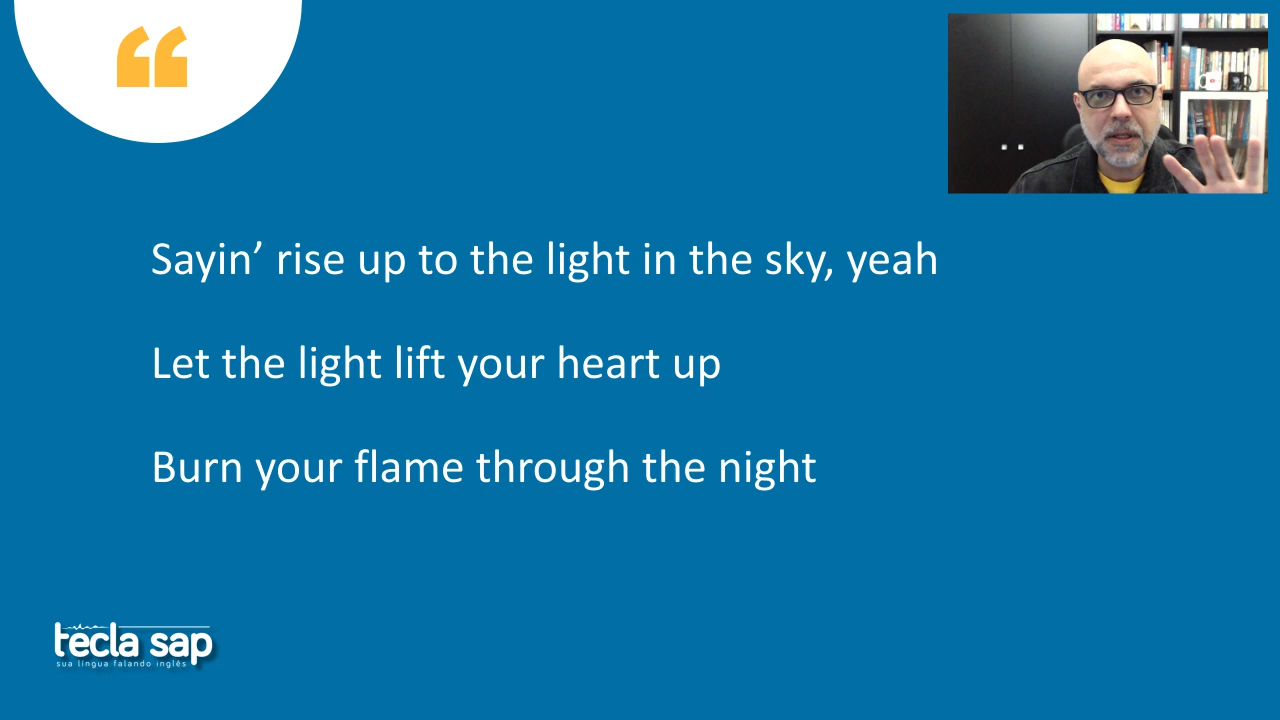 Sayin’ rise up to the light in the sky, yeah
Let the light lift your heart up
Burn your flame through the night
tecla sap
sua língua falando inglês